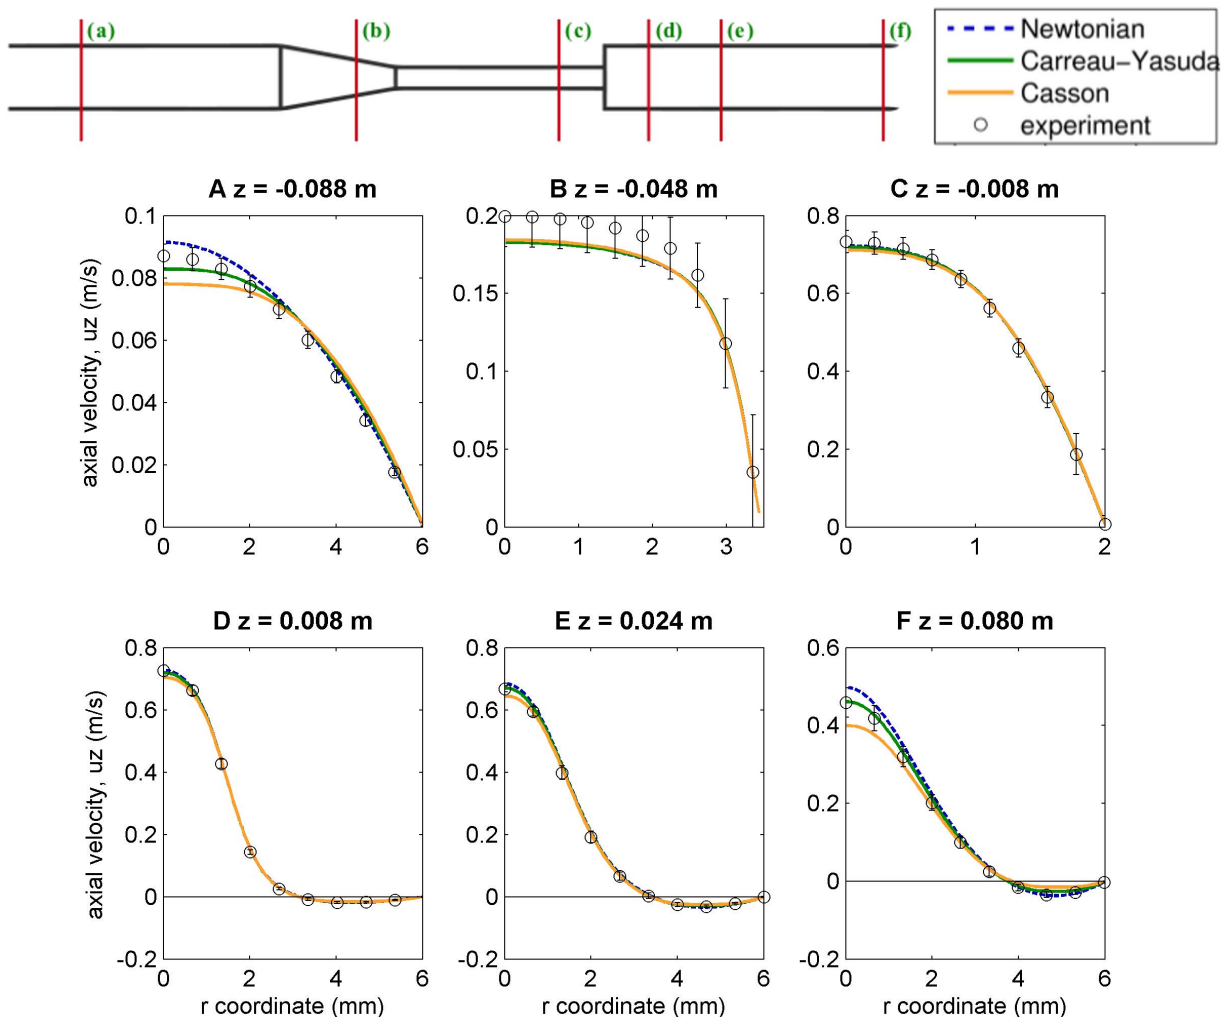 (a)
(b)
(c)
(d)
(e)
(f)
Newtonian
Carreau-Yasuda
Casson
experiment
A z = -0.088 m
B z = -0.048 m
C z = -0.008 m
0.1
0.08
0.06
0.04
0.02
0
0 2 4 6
axial velocity, uz (m/s)
0.2
0.15
0.1
0.05
0
0 1 2 3
0.8
0.6
0.4
0.2
0
0 1 2
D z = 0.008 m
E z = 0.024 m
F z = 0.080 m
0.8
0.6
0.4
0.2
0
-0.2
0 2 4 6
axial velocity, uz (m/s)
r coordinate (mm)
0.8
0.6
0.4
0.2
0
-0.2
0 2 4 6
r coordinate (mm)
0.6
0.4
0.2
0
-0.2
0 2 4 6
r coordinate (mm)